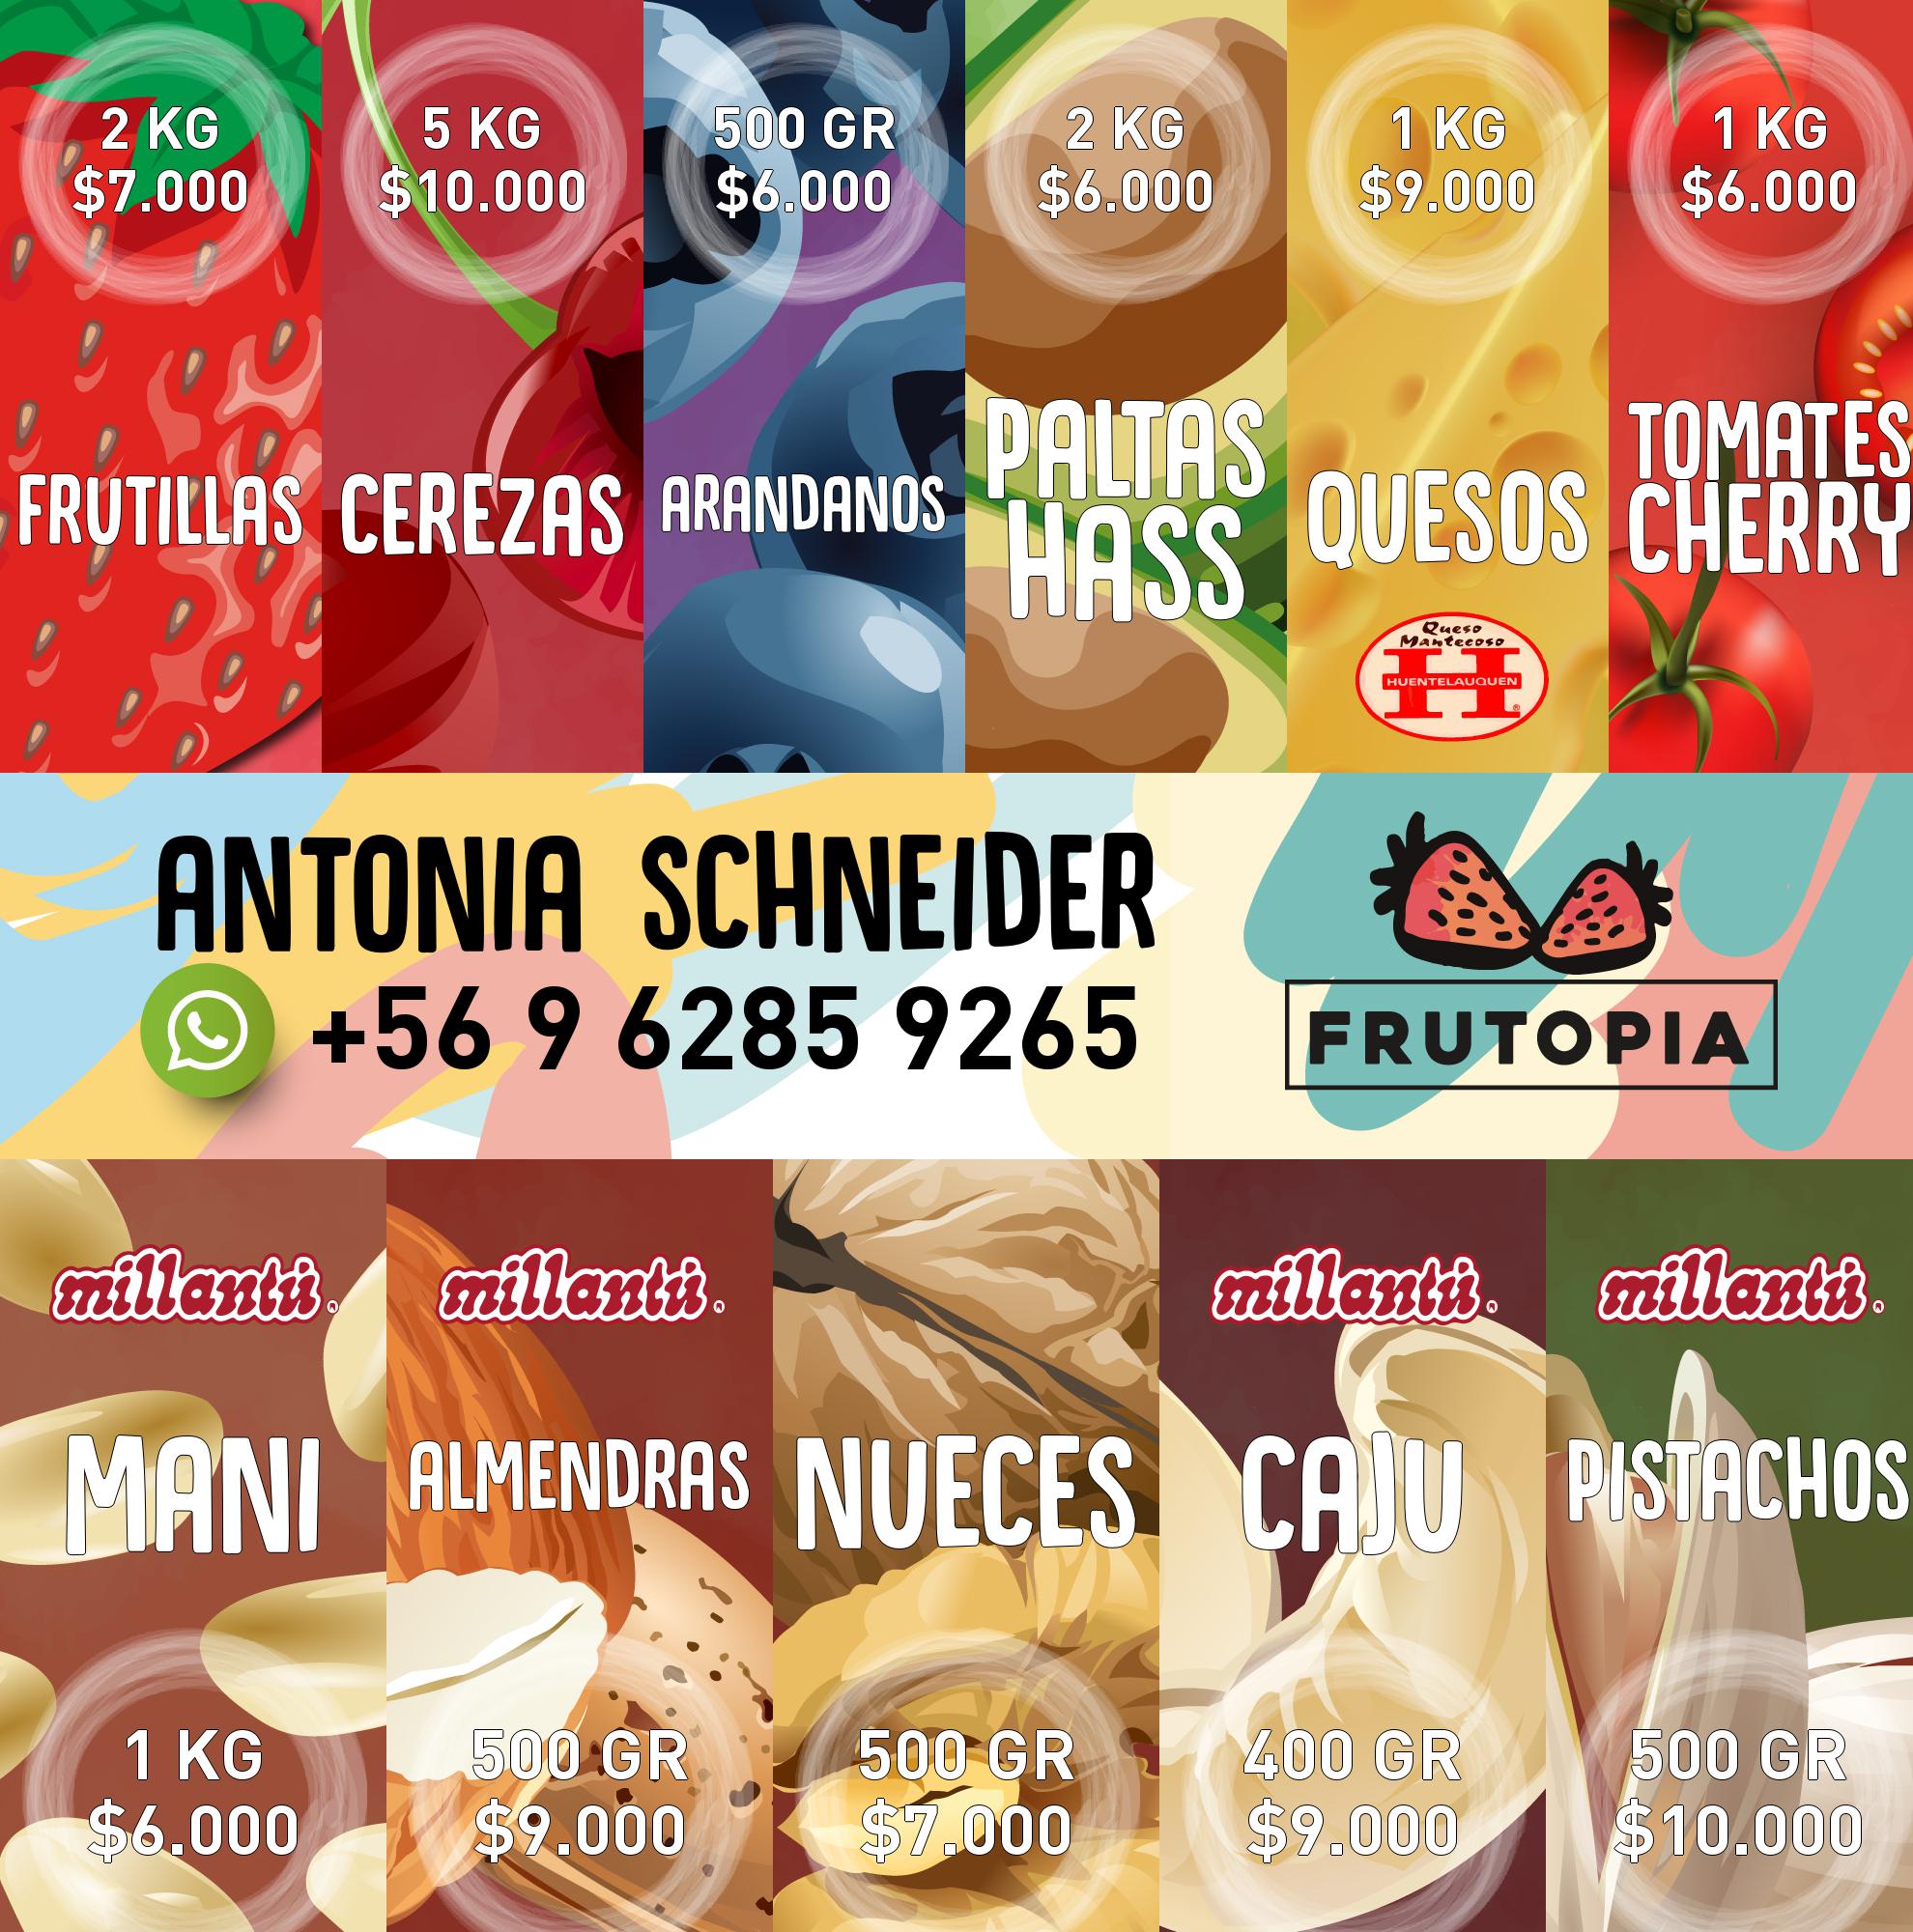 2 KG
$7.000
FRUTILLAS
5 KG
$10.000
CEREZAS
500 GR
$6.000
ARANDANOS
2 KG
$6.000
PALTAS
HASS
1 KG
$9.000
QUESOS
Queso
Mantecoso
H
HUENTELAUQUEN
®
1 KG
$6.000
TOMATES
CHERRY
ANTONIA SCHNEIDER
+56 9 6285 9265
FRUTOPIA
millantú®
MANI
1 KG
$6.000
millantú®
ALMENDRAS
500 GR
$9.000
NUECES
500 GR
$7.000
millantú®
CAJU
400 GR
$9.000
millantú®
PISTACHOS
500 GR
$10.000